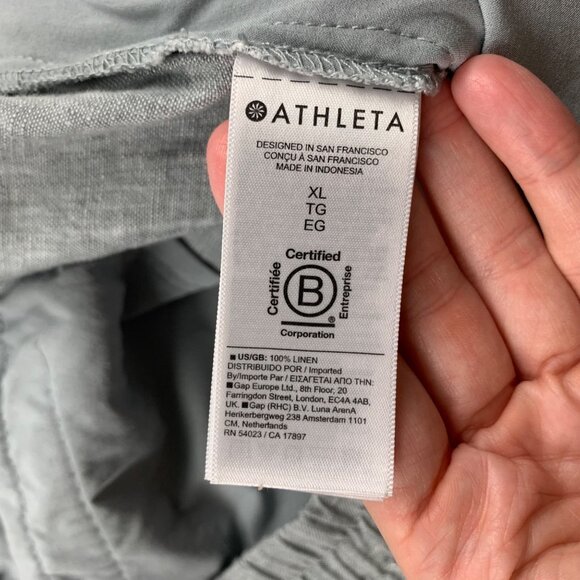 ATHLETA
DESIGNED IN SAN FRANCISCO
CONÇU À SAN FRANCISCO
MADE IN INDONESIA
XL
TG
EG
Certified
Certifiée
B
®
Entreprise
Corporation
US/GB: 100% LINEN
DISTRIBUIDO POR / Imported
By/Importe Par / ΕΙΣΑΓΕΤΑΙ ΑΠΟ ΤΗΝ:
Gap Europe Ltd., 8th Floor, 20
Farringdon Street, London, EC4A 4AB,
UK. Gap (RHC) B.V. Luna ArenA
Herikerbergweg 238 Amsterdam 1101
CM, Netherlands
RN 54023 / CA 17897